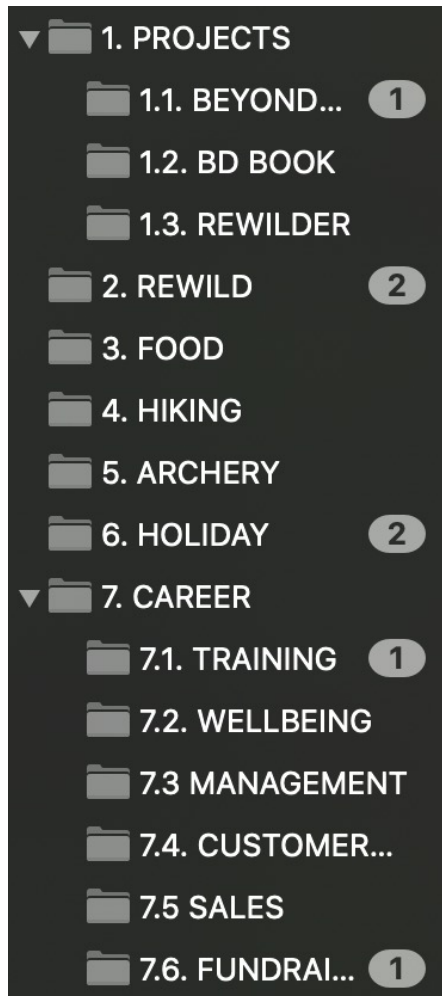 1. PROJECTS
1.1. BEYOND... 1
1.2. BD BOOK
1.3. REWILDER
2. REWILD 2
3. FOOD
4. HIKING
5. ARCHERY
6. HOLIDAY 2
7. CAREER
7.1. TRAINING 1
7.2. WELLBEING
7.3 MANAGEMENT
7.4. CUSTOMER...
7.5 SALES
7.6. FUNDRAI... 1